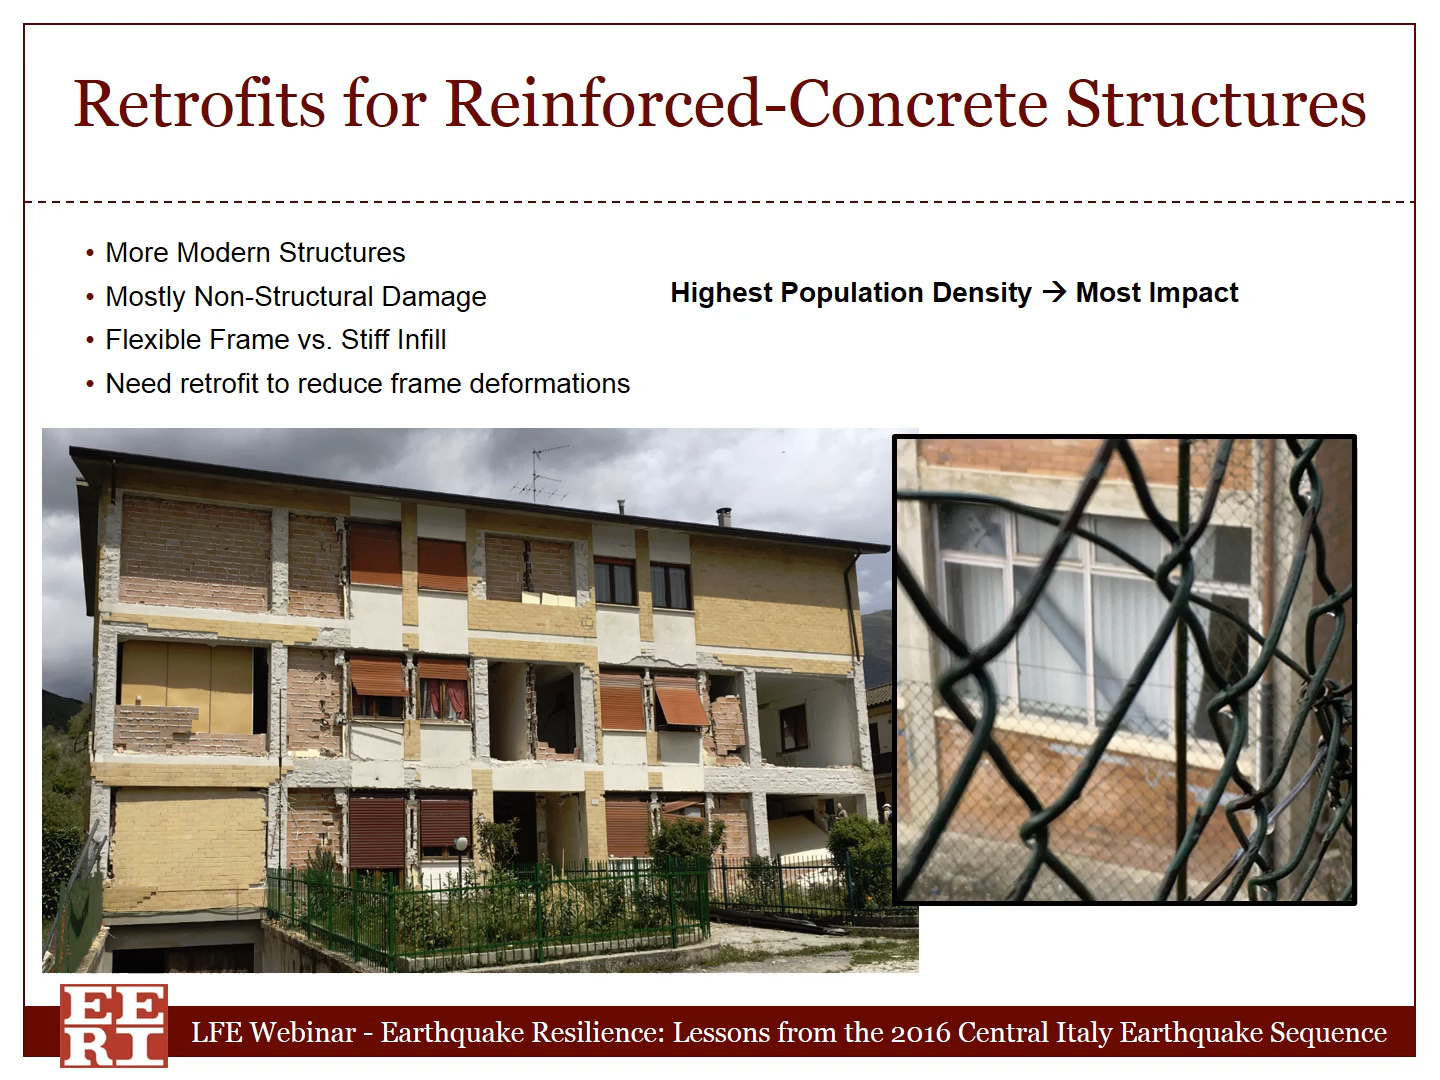 Retrofits for Reinforced-Concrete Structures
• More Modern Structures
• Mostly Non-Structural Damage
• Flexible Frame vs. Stiff Infill
• Need retrofit to reduce frame deformations
Highest Population Density → Most Impact
EE
RI
LFE Webinar - Earthquake Resilience: Lessons from the 2016 Central Italy Earthquake Sequence